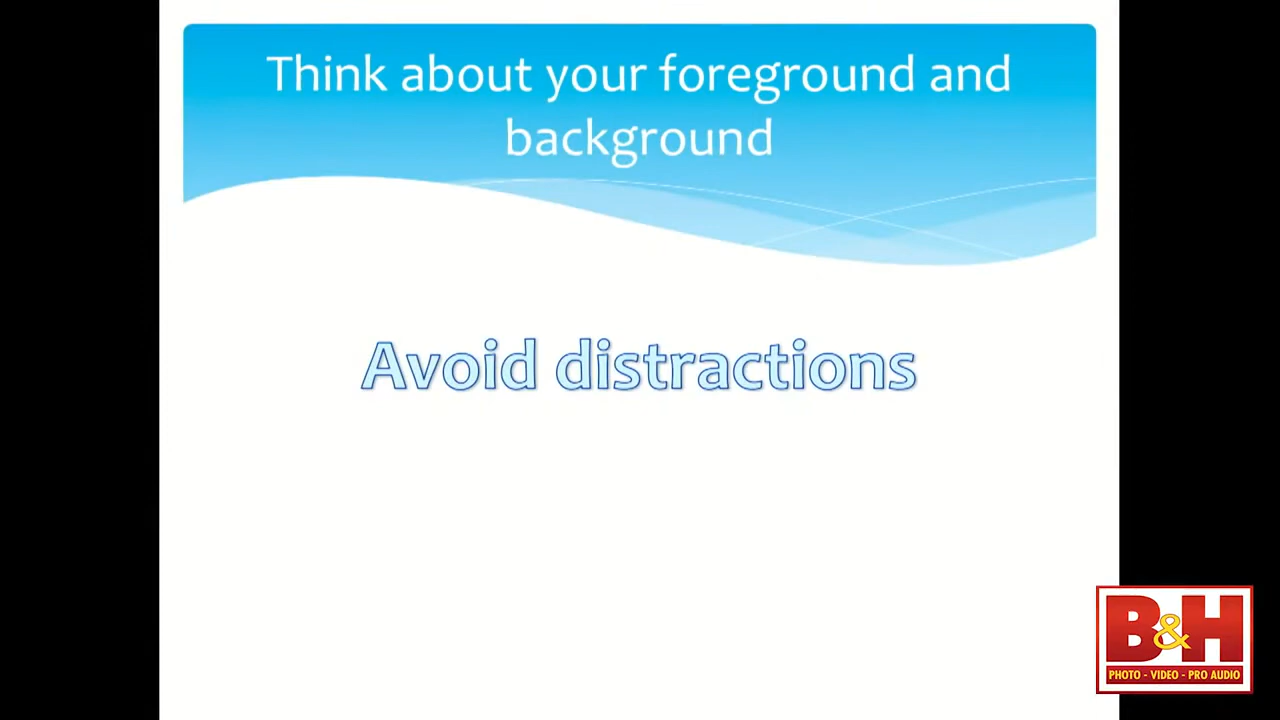 Think about your foreground and
background
Avoid distractions
B&H
PHOTO - VIDEO - PRO AUDIO